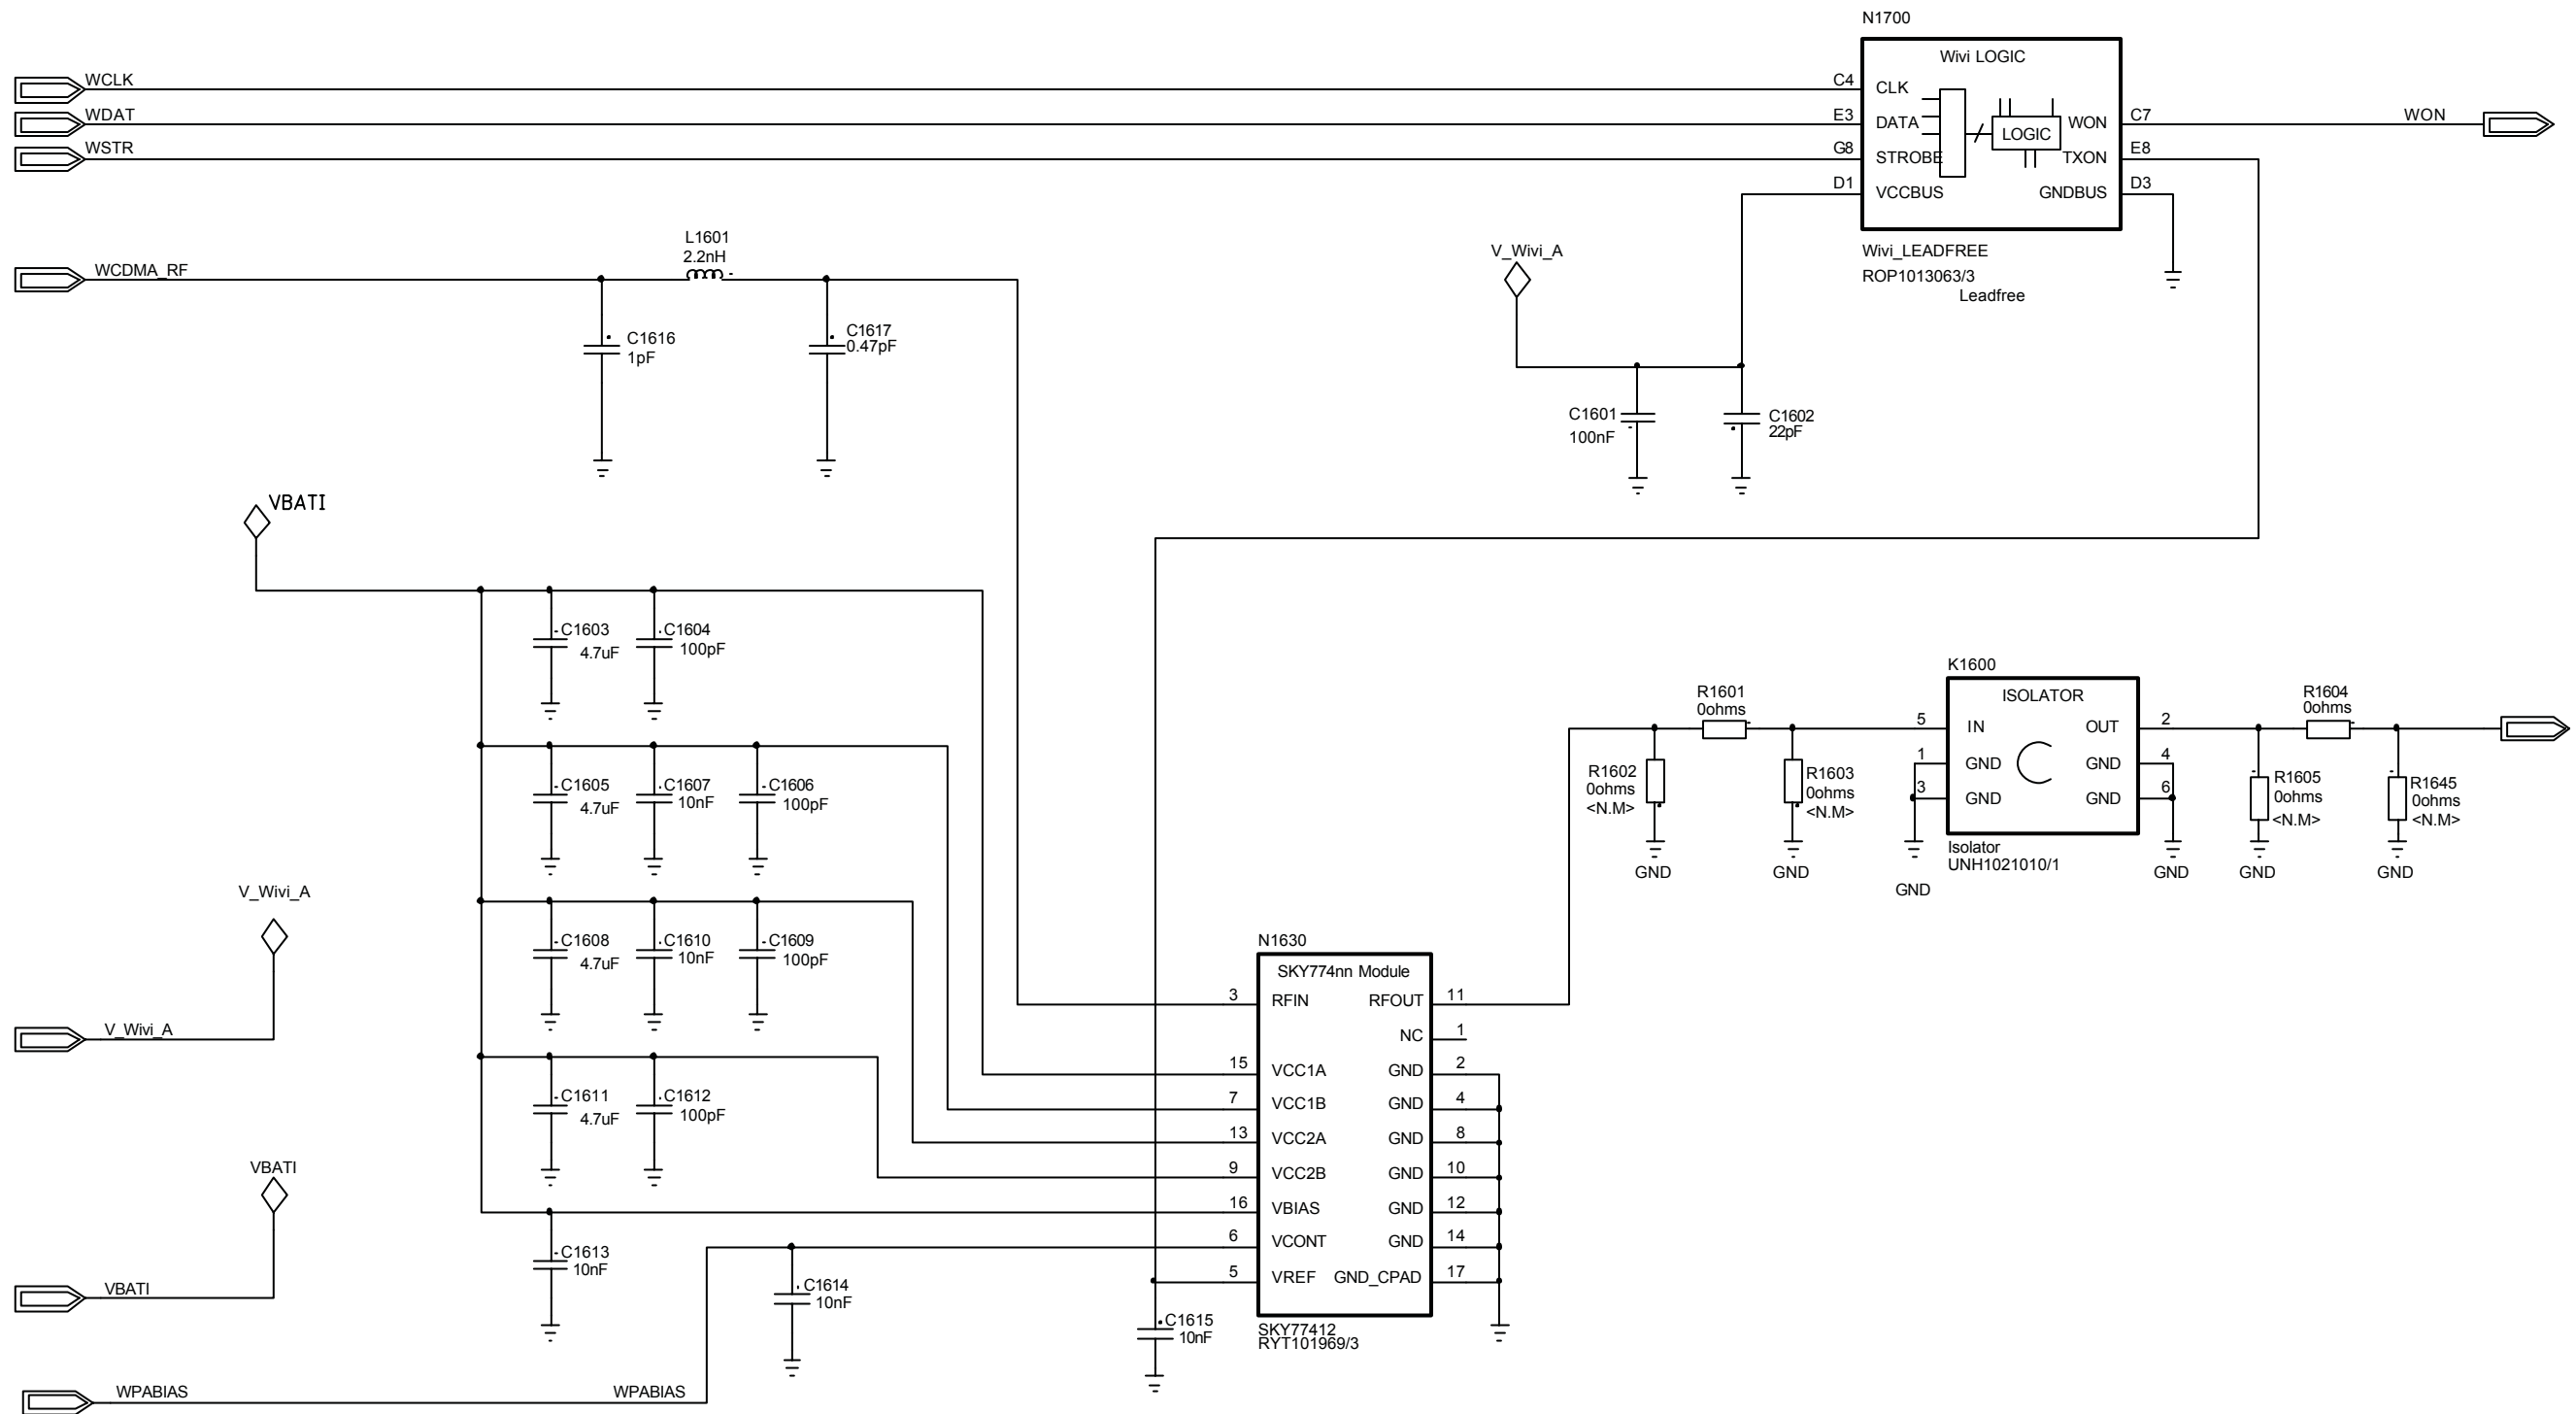 N1700
Wivi LOGIC
WCLK
C4
CLK
WDAT
E3
DATA
LOGIC
WON
C7
WON
WSTR
G8
STROBE
TXON
E8
D1
VCCBUS
GNDBUS
D3
Wivi_LEADFREE
ROP1013063/3
Leadfree
L1601
2.2nH
WCDMA_RF
V_Wivi_A
C1616
1pF
C1617
0.47pF
C1601
100nF
C1602
22pF
VBATI
C1603
4.7uF
C1604
100pF
C1605
4.7uF
C1607
10nF
C1606
100pF
C1608
4.7uF
C1610
10nF
C1609
100pF
C1611
4.7uF
C1612
100pF
C1613
10nF
C1614
10nF
C1615
10nF
V_Wivi_A
V_Wivi_A
VBATI
VBATI
WPABIAS
WPABIAS
R1601
0ohms
R1602
0ohms
<N.M>
GND
R1603
0ohms
<N.M>
GND
K1600
ISOLATOR
5
IN
OUT
2
1
GND
GND
4
3
GND
GND
6
Isolator
UNH1021010/1
GND
GND
R1604
0ohms
R1605
0ohms
<N.M>
GND
R1645
0ohms
<N.M>
GND
N1630
SKY774nn Module
3
RFIN
RFOUT
11
NC
1
15
VCC1A
GND
2
7
VCC1B
GND
4
13
VCC2A
GND
8
9
VCC2B
GND
10
16
VBIAS
GND
12
6
VCONT
GND
14
5
VREF
GND_CPAD
17
SKY77412
RYT101969/3